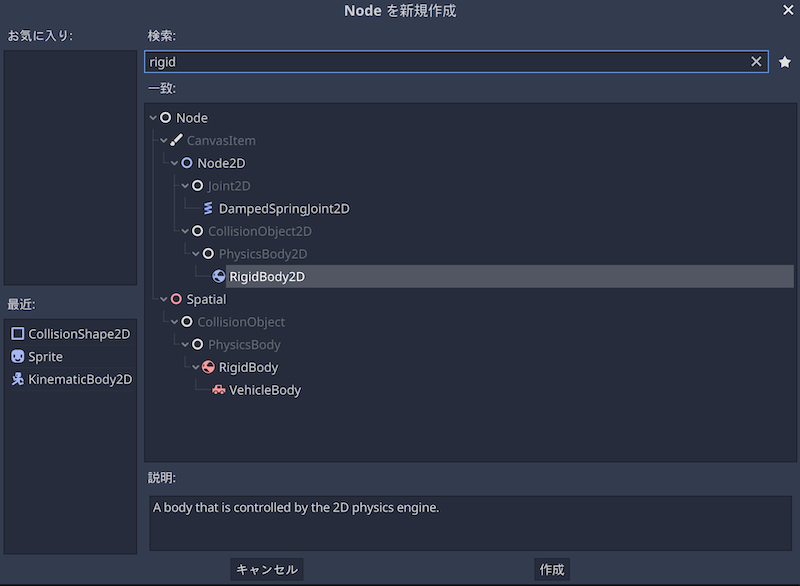 Node を新規作成
お気に入り:
検索:
rigid
一致:
Node
CanvasItem
Node2D
Joint2D
DampedSpringJoint2D
CollisionObject2D
PhysicsBody2D
RigidBody2D
Spatial
CollisionObject
PhysicsBody
RigidBody
VehicleBody
最近:
CollisionShape2D
Sprite
KinematicBody2D
説明:
A body that is controlled by the 2D physics engine.
キャンセル
作成